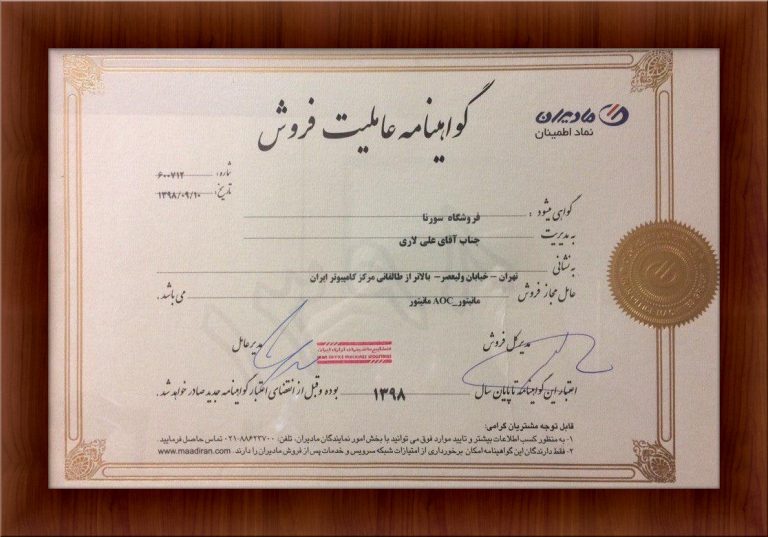 مادیران
نماد اطمینان
گواهینامه عاملیت فروش
شماره: ۶۰۰۷۱۲
تاریخ: ۱۳۹۸/۰۹/۲۰
گواهی میشود : فروشگاه سورنا
به مدیریت جناب آقای علی لاری
به نشانی تهران – خیابان ولیعصر– بالاتر از طالقانی مرکز کامپیوتر ایران
عامل مجاز فروش مانیتور_AOC مانیتور می باشد.
مدیر کل فروش
مدیر عامل
اعتبار این گواهینامه تا پایان سال ۱۳۹۸ بوده و قبل از انقضای اعتبار گواهینامه جدید صادر خواهد شد.
قابل توجه مشتریان گرامی:
۱- به منظور کسب اطلاعات بیشتر و تایید موارد فوق می توانید با بخش امور نمایندگان مادیران، تلفن: ۸۸۶۲۲۷۰۰-۰۲۱ تماس حاصل فرمایید.
۲- فقط دارندگان این گواهینامه امکان برخورداری از امتیازات شبکه سرویس و خدمات پس از فروش مادیران را دارند. www.maadiran.com